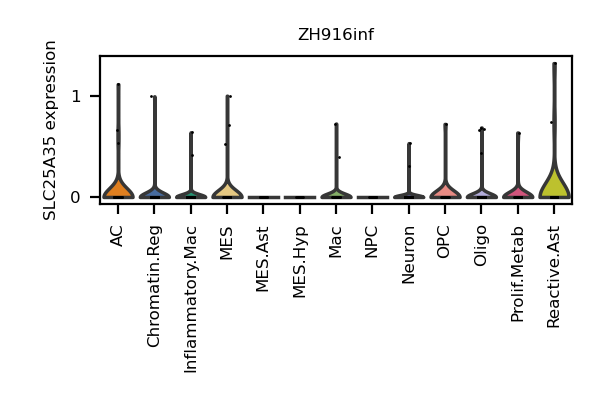 ZH916inf
SLC25A35 expression
1
0
AC
Chromatin.Reg
Inflammatory.Mac
MES
MES.Ast
MES.Hyp
Mac
NPC
Neuron
OPC
Oligo
Prolif.Metab
Reactive.Ast